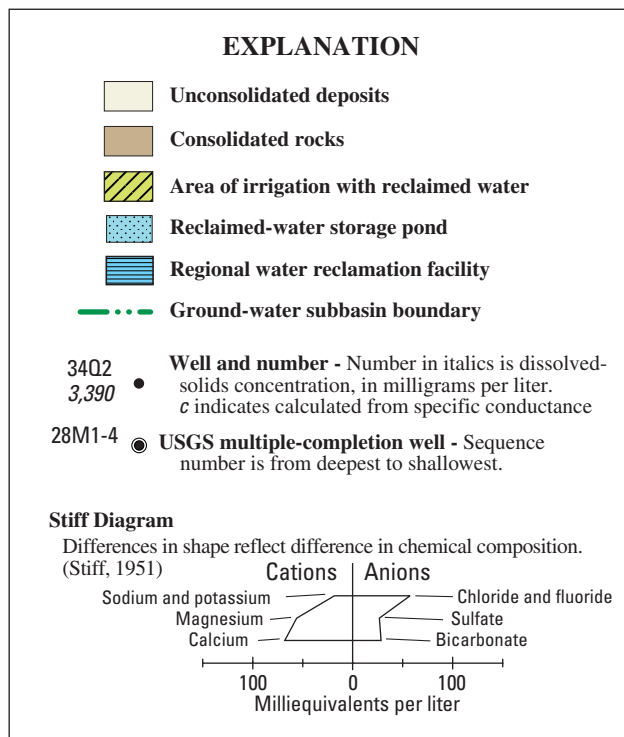 EXPLANATION
Unconsolidated deposits
Consolidated rocks
Area of irrigation with reclaimed water
Reclaimed-water storage pond
Regional water reclamation facility
Ground-water subbasin boundary
34Q2
3,390
Well and number - Number in italics is dissolved-
solids concentration, in milligrams per liter.
c indicates calculated from specific conductance
28M1-4
USGS multiple-completion well - Sequence
number is from deepest to shallowest.
Stiff Diagram
Differences in shape reflect difference in chemical composition.
(Stiff, 1951)
Cations Anions
Sodium and potassium Chloride and fluoride
Magnesium Sulfate
Calcium Bicarbonate
100 0 100
Milliequivalents per liter